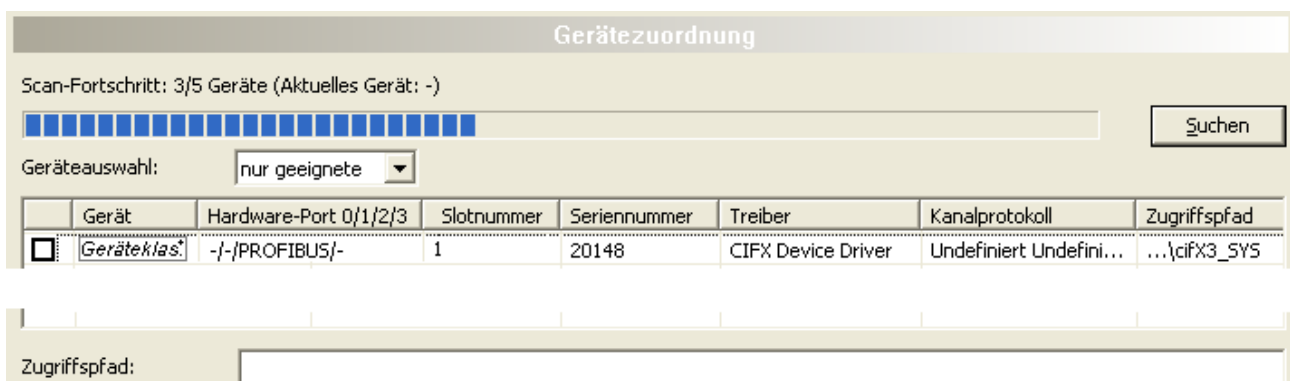 Gerätezuordnung
Scan-Fortschritt: 3/5 Geräte (Aktuelles Gerät: -)
Suchen
Geräteauswahl: nur geeignete
Gerät Hardware-Port 0/1/2/3 Slotnummer Seriennummer Treiber Kanalprotokoll Zugriffspfad
Geräteklas* -/-/PROFIBUS/- 1 20148 CIFX Device Driver Undefiniert Undefini... ...\cifX3_SYS
Zugriffspfad: